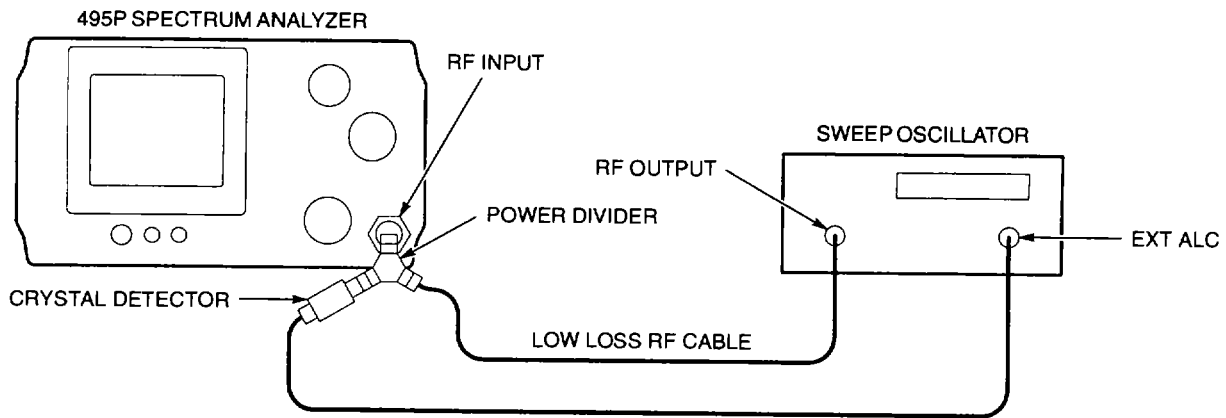 495P SPECTRUM ANALYZER
RF INPUT
SWEEP OSCILLATOR
RF OUTPUT
POWER DIVIDER
EXT ALC
CRYSTAL DETECTOR
LOW LOSS RF CABLE